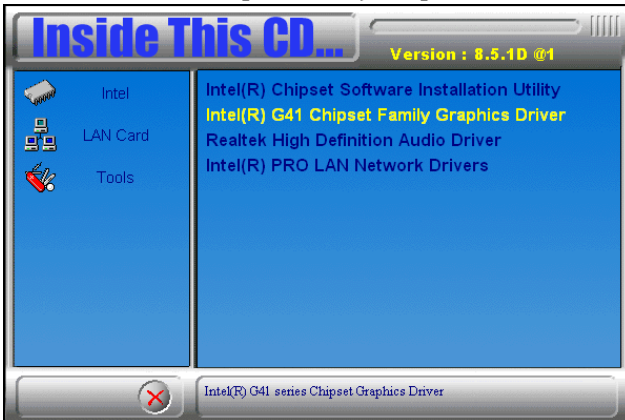 Inside This CD...
Version : 8.5.1D @1
Intel
LAN Card
Tools
Intel(R) Chipset Software Installation Utility
Intel(R) G41 Chipset Family Graphics Driver
Realtek High Definition Audio Driver
Intel(R) PRO LAN Network Drivers
Intel(R) G41 series Chipset Graphics Driver